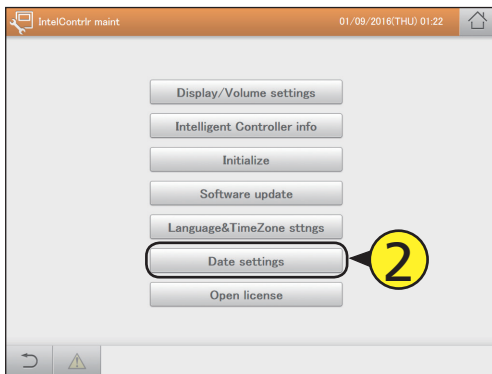 IntelContrlr maint 01/09/2016(THU) 01:22
Display/Volume settings
Intelligent Controller info
Initialize
Software update
Language&TimeZone sttngs
Date settings
2
Open license